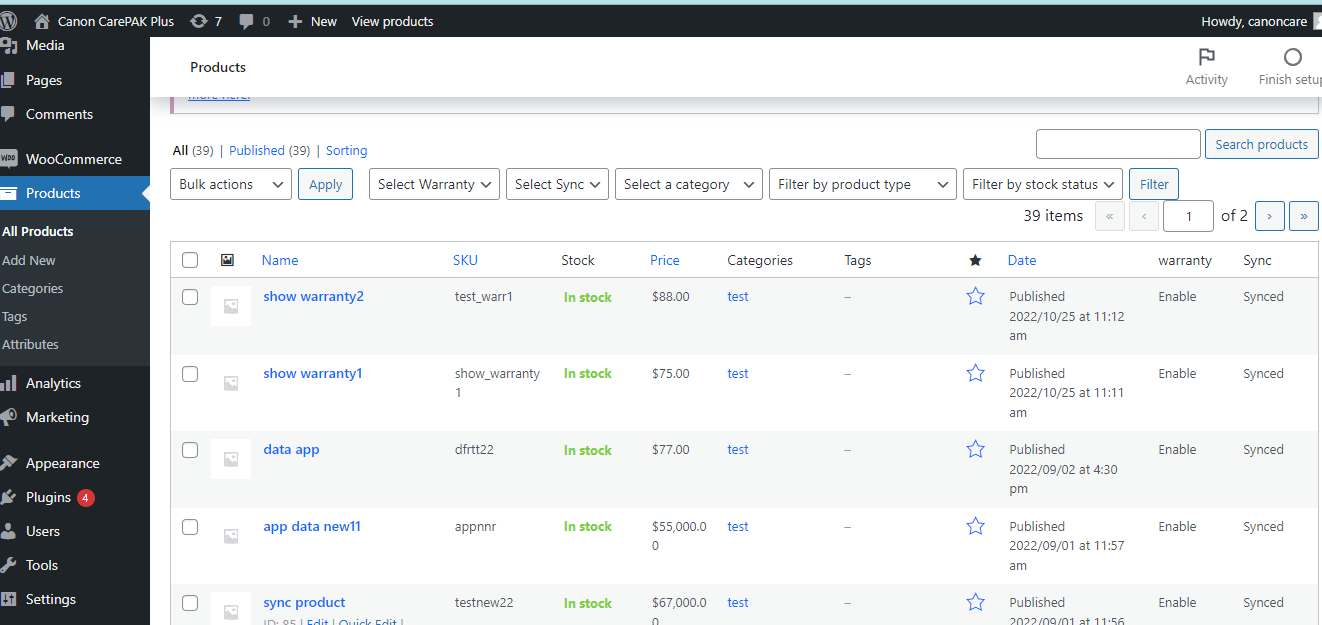 Canon CarePAK Plus 7 0 New View products Howdy, canoncare
Media
Pages
Comments
WooCommerce
Products
All Products
Add New
Categories
Tags
Attributes
Analytics
Marketing
Appearance
Plugins 4
Users
Tools
Settings
Products
Activity
Finish setup
more here.
All (39) | Published (39) | Sorting
Search products
Bulk actions Apply Select Warranty Select Sync Select a category Filter by product type Filter by stock status Filter
39 items « ‹ 1 of 2 › »
Name SKU Stock Price Categories Tags Date warranty Sync
show warranty2 test_warr1 In stock $88.00 test – Published Enable Synced
2022/10/25 at 11:12
am
show warranty1 show_warranty In stock $75.00 test – Published Enable Synced
1 2022/10/25 at 11:11
am
data app dfrtt22 In stock $77.00 test – Published Enable Synced
2022/09/02 at 4:30
pm
app data new11 appnnr In stock $55,000.0 test – Published Enable Synced
0 2022/09/01 at 11:57
am
sync product testnew22 In stock $67,000.0 test – Published Enable Synced
ID: 85 | Edit | Quick Edit | 0 2022/09/01 at 11:56